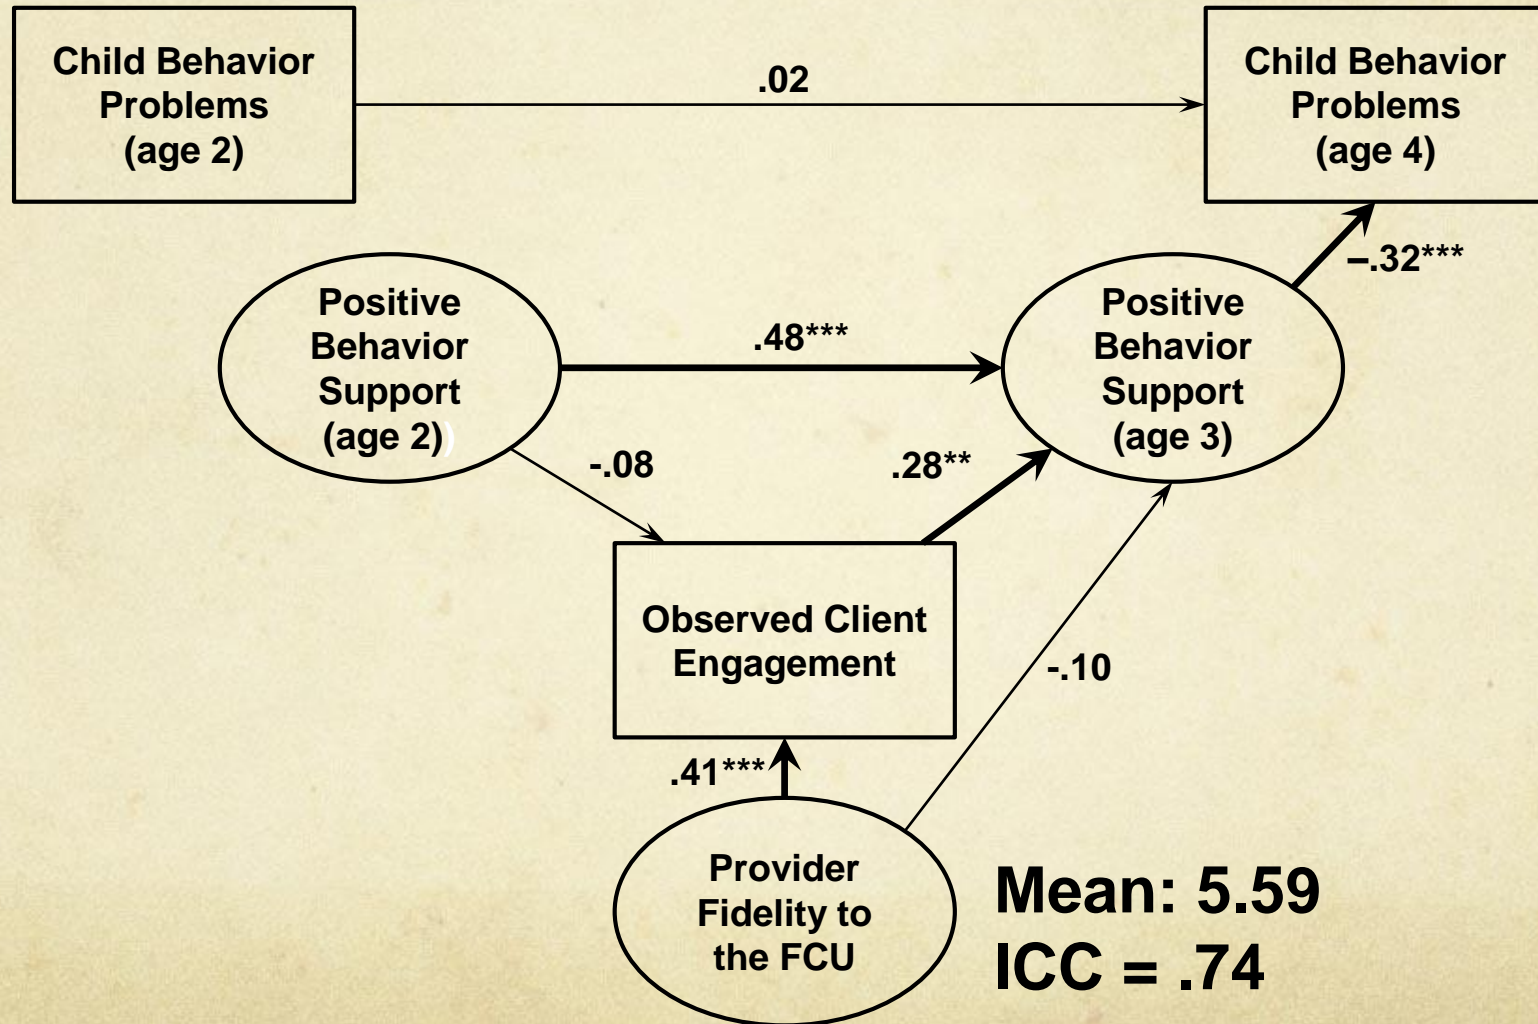 Child Behavior
Problems
(age 2)
.02
Child Behavior
Problems
(age 4)
–.32***
Positive
Behavior
Support
(age 2))
.48***
Positive
Behavior
Support
(age 3)
-.08
.28**
Observed Client
Engagement
-.10
.41***
Provider
Fidelity to
the FCU
Mean: 5.59
ICC = .74